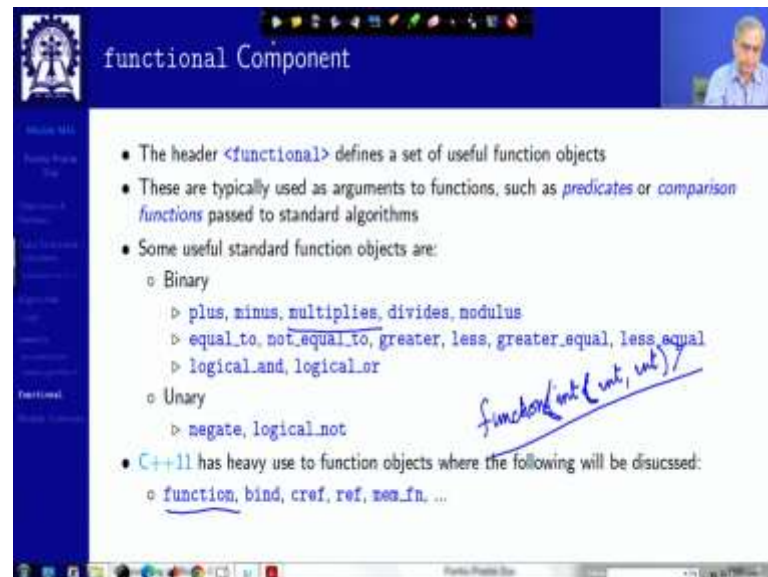 functional Component
• The header <functional> defines a set of useful function objects
• These are typically used as arguments to functions, such as predicates or comparison
functions passed to standard algorithms
• Some useful standard function objects are:
○ Binary
▷ plus, minus, multiplies, divides, modulus
▷ equal_to, not_equal_to, greater, less, greater_equal, less_equal
▷ logical_and, logical_or
○ Unary
▷ negate, logical_not
function(int(int, int))
• C++11 has heavy use to function objects where the following will be disucssed:
○ function, bind, cref, ref, mem_fn, ...
functional